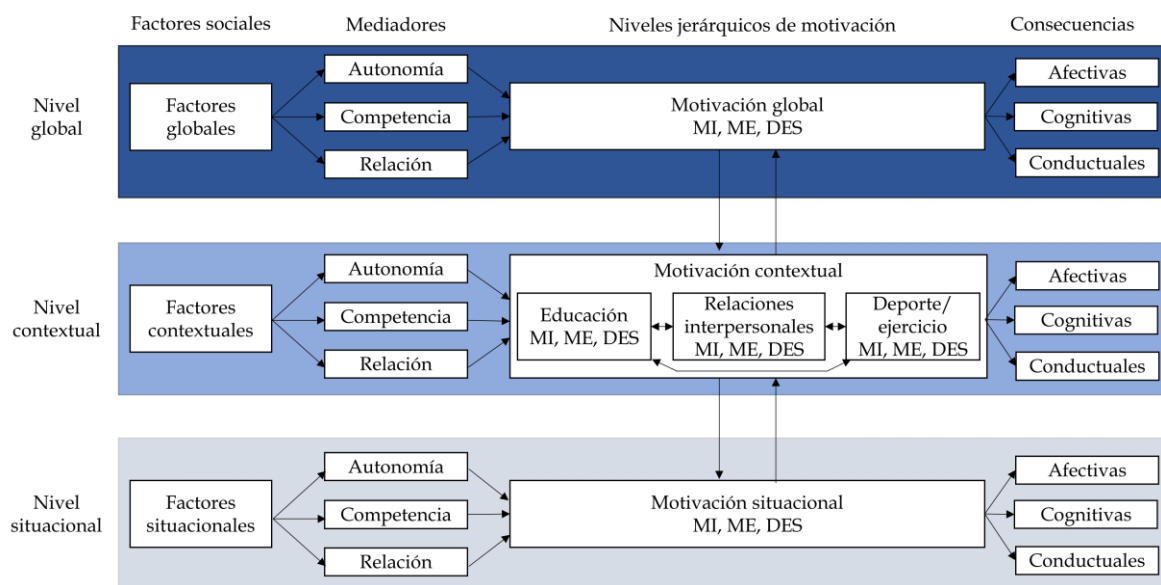 Factores sociales
Mediadores
Niveles jerárquicos de motivación
Consecuencias
Nivel
global
Factores
globales
Autonomía
Competencia
Relación
Motivación global
MI, ME, DES
Afectivas
Cognitivas
Conductuales
Nivel
contextual
Factores
contextuales
Autonomía
Competencia
Relación
Motivación contextual
Educación
MI, ME, DES
Relaciones
interpersonales
MI, ME, DES
Deporte/
ejercicio
MI, ME, DES
Afectivas
Cognitivas
Conductuales
Nivel
situacional
Factores
situacionales
Autonomía
Competencia
Relación
Motivación situacional
MI, ME, DES
Afectivas
Cognitivas
Conductuales